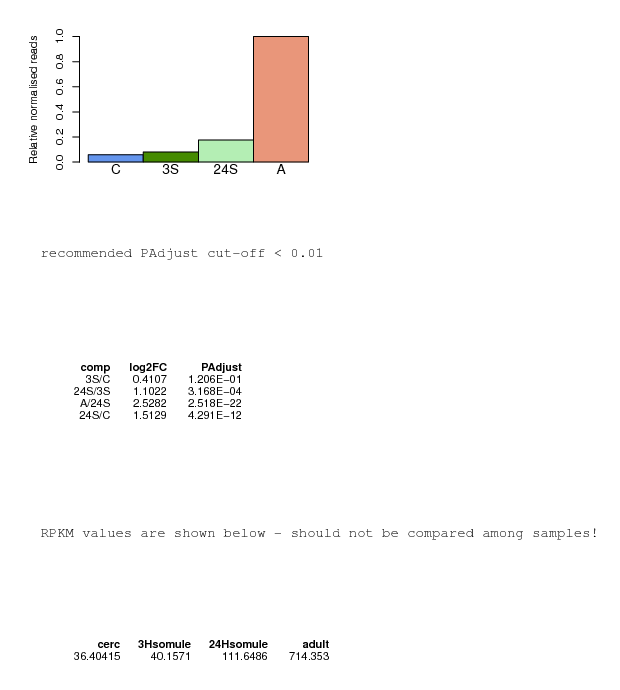 Relative normalised reads
1.0
0.8
0.6
0.4
0.2
0.0
C 3S 24S A
recommended PAdjust cut-off < 0.01
comp log2FC PAdjust
3S/C 0.4107 1.206E−01
24S/3S 1.1022 3.168E−04
A/24S 2.5282 2.518E−22
24S/C 1.5129 4.291E−12
RPKM values are shown below - should not be compared among samples!
cerc 3Hsomule 24Hsomule adult
36.40415 40.1571 111.6486 714.353